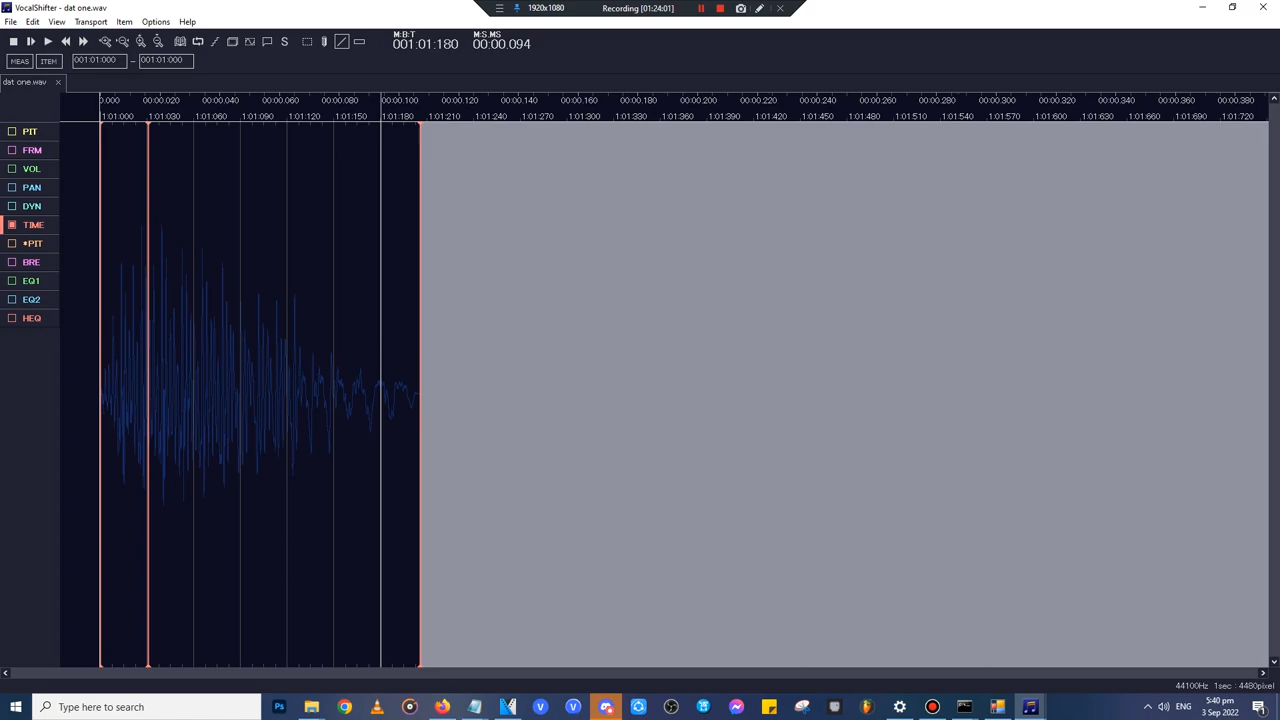 VocalShifter - dat one.wav
1920x1080
Recording [01:24:01]
File Edit View Transport Item Options Help
M:B:T
001:01:180
M:S.MS
00:00.094
S
MEAS ITEM 001:01:000 – 001:01:000
dat one.wav
0.000 00:00.020 00:00.040 00:00.060 00:00.080 00:00.100 00:00.120 00:00.140 00:00.160 00:00.180 00:00.200 00:00.220 00:00.240 00:00.260 00:00.280 00:00.300 00:00.320 00:00.340 00:00.360 00:00.380
1:01:000 1:01:030 1:01:060 1:01:090 1:01:120 1:01:150 1:01:180 1:01:210 1:01:240 1:01:270 1:01:300 1:01:330 1:01:360 1:01:390 1:01:420 1:01:450 1:01:480 1:01:510 1:01:540 1:01:570 1:01:600 1:01:630 1:01:660 1:01:690 1:01:720
PIT
FRM
VOL
PAN
DYN
TIME
*PIT
BRE
EQ1
EQ2
HEQ
44100Hz 1sec : 4480pixel
Type here to search
Ps
V
V
ENG
5:40 pm
3 Sep 2022
1